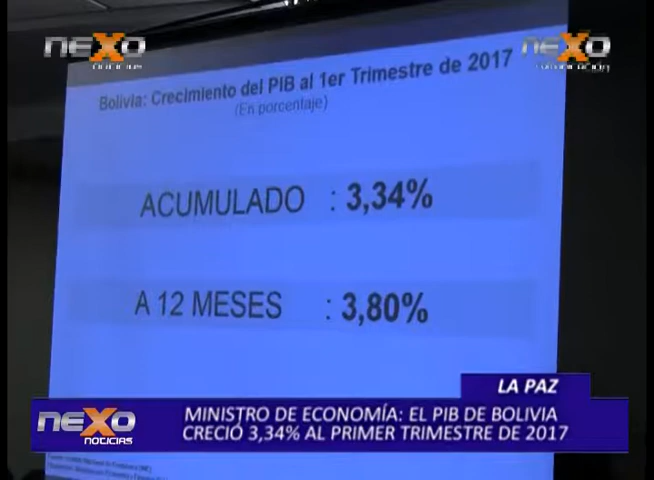 neXo
NOTICIAS
neXo
COMUNICACIÓN
Bolivia: Crecimiento del PIB al 1er Trimestre de 2017
(En porcentaje)
ACUMULADO : 3,34%
A 12 MESES : 3,80%
LA PAZ
neXo
NOTICIAS
MINISTRO DE ECONOMÍA: EL PIB DE BOLIVIA
CRECIÓ 3,34% AL PRIMER TRIMESTRE DE 2017